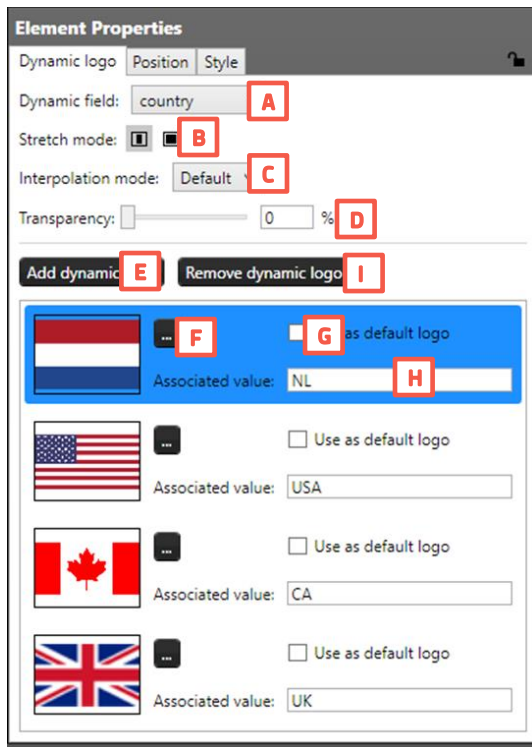 Element Properties
Dynamic logo Position Style
Dynamic field: country A
Stretch mode: B
Interpolation mode: Default C
Transparency: 0 % D
Add dynamic E Remove dynamic logo I
... F G as default logo
Associated value: NL H
... Use as default logo
Associated value: USA
... Use as default logo
Associated value: CA
... Use as default logo
Associated value: UK